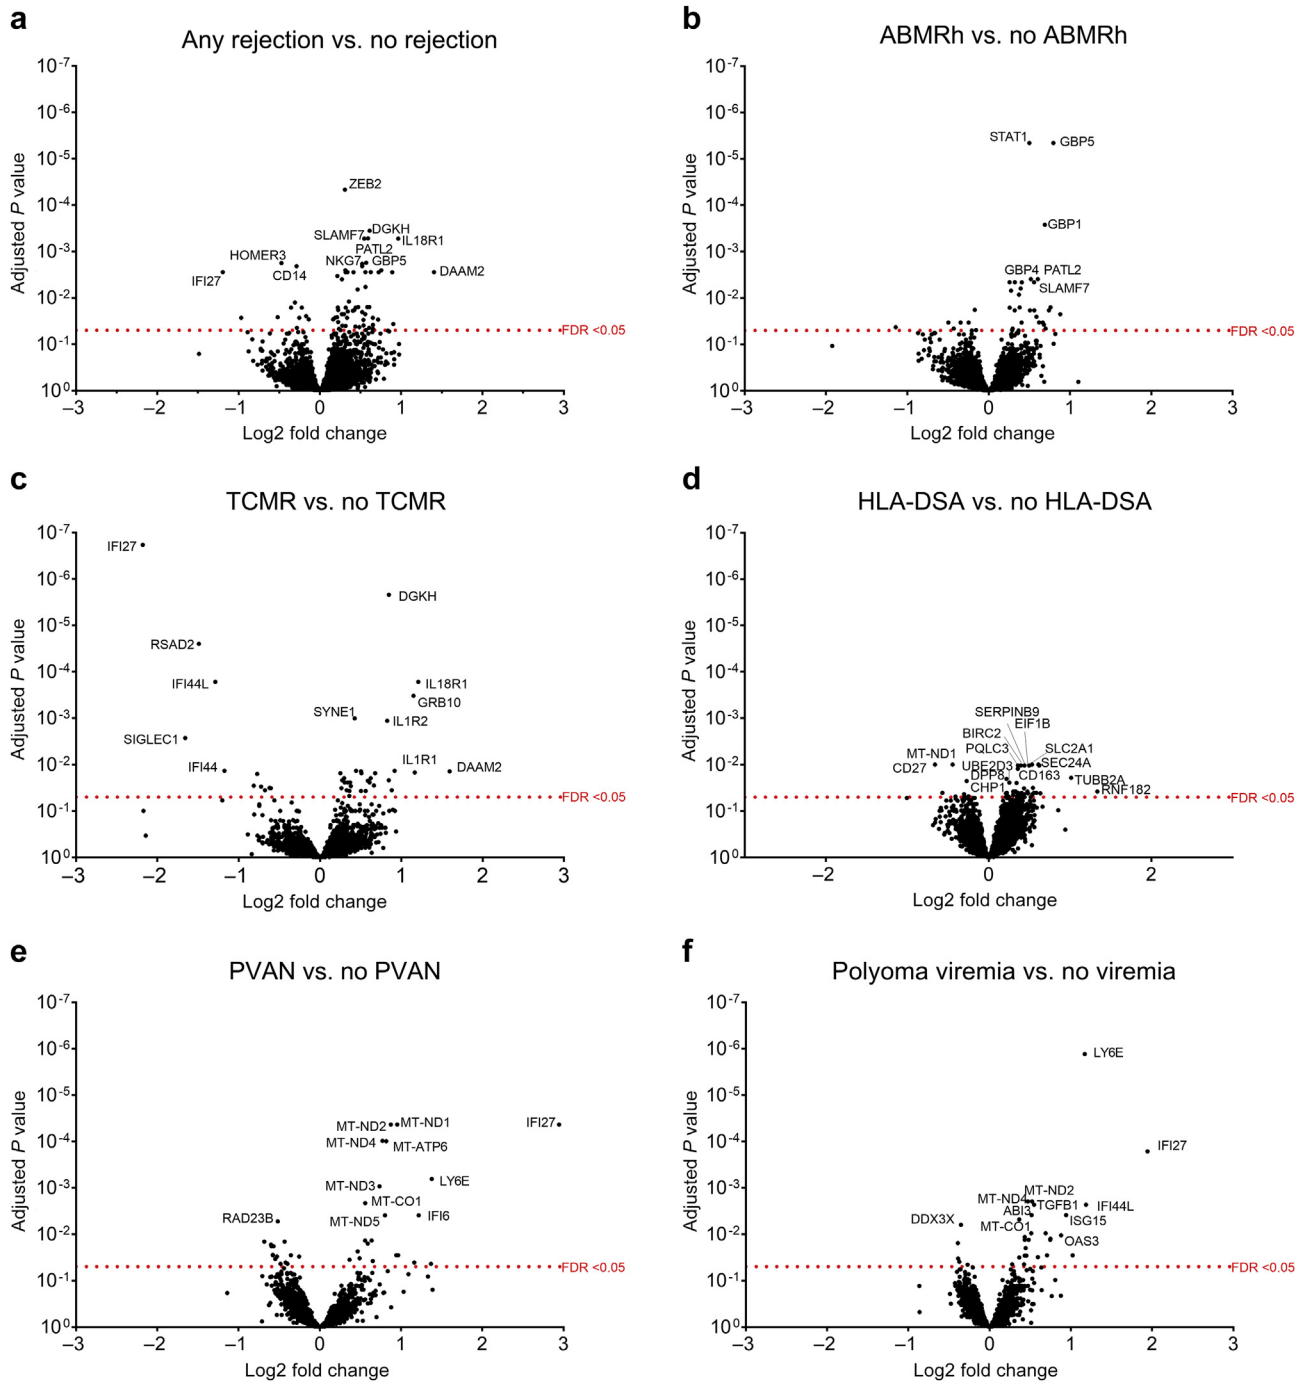 a
Any rejection vs. no rejection
10-7
10-6
10-5
10-4
10-3
10-2
10-1
100
Adjusted P value
ZEB2
DGKH
SLAMF7
IL18R1
PATL2
HOMER3
NKG7
GBP5
CD14
DAAM2
IFI27
FDR <0.05
–3
–2
–1
0
1
2
3
Log2 fold change
b
ABMRh vs. no ABMRh
10-7
10-6
10-5
10-4
10-3
10-2
10-1
100
Adjusted P value
STAT1
GBP5
GBP1
GBP4
PATL2
SLAMF7
FDR <0.05
–3
–2
–1
0
1
2
3
Log2 fold change
c
TCMR vs. no TCMR
10-7
10-6
10-5
10-4
10-3
10-2
10-1
100
Adjusted P value
IFI27
DGKH
RSAD2
IFI44L
IL18R1
GRB10
SYNE1
IL1R2
SIGLEC1
IFI44
IL1R1
DAAM2
FDR <0.05
–3
–2
–1
0
1
2
3
Log2 fold change
d
HLA-DSA vs. no HLA-DSA
10-7
10-6
10-5
10-4
10-3
10-2
10-1
100
Adjusted P value
SERPINB9
EIF1B
BIRC2
PQLC3
SLC2A1
MT-ND1
UBE2D3
SEC24A
CD27
DPP8
CD163
TUBB2A
CHP1
RNF182
FDR <0.05
–2
0
2
Log2 fold change
e
PVAN vs. no PVAN
10-7
10-6
10-5
10-4
10-3
10-2
10-1
100
Adjusted P value
MT-ND2
MT-ND1
IFI27
MT-ND4
MT-ATP6
MT-ND3
LY6E
MT-CO1
RAD23B
MT-ND5
IFI6
FDR <0.05
–3
–2
–1
0
1
2
3
Log2 fold change
f
Polyoma viremia vs. no viremia
10-7
10-6
10-5
10-4
10-3
10-2
10-1
100
Adjusted P value
LY6E
IFI27
MT-ND2
MT-ND4
TGFB1
IFI44L
ABI3
DDX3X
MT-CO1
ISG15
OAS3
FDR <0.05
–3
–2
–1
0
1
2
3
Log2 fold change